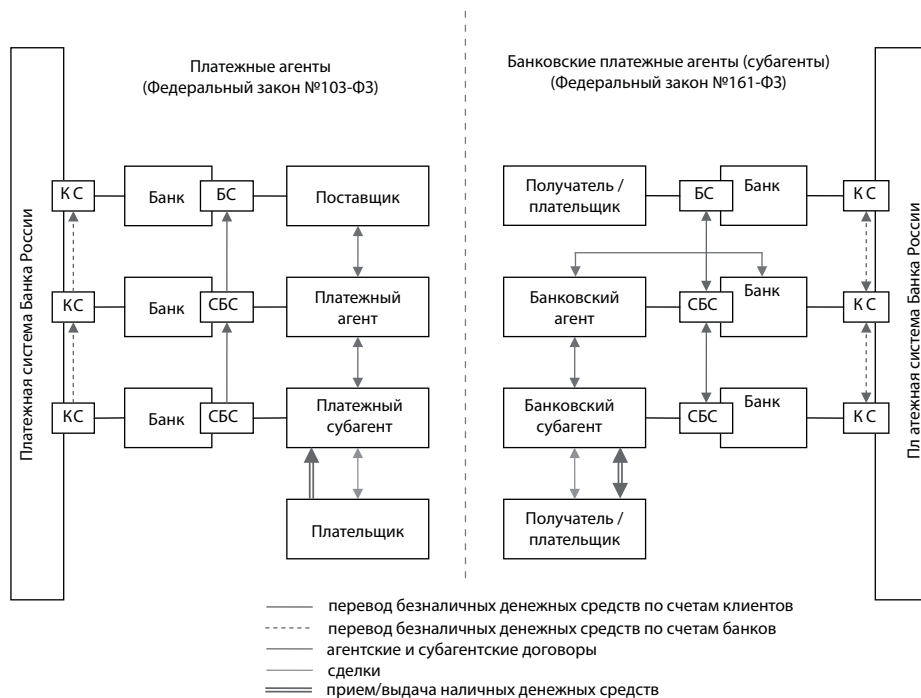 Платежная система Банка России
Платежные агенты
(Федеральный закон №103-ФЗ)
К С
Банк
БС
Поставщик
КС
Банк
СБС
Платежный
агент
КС
Банк
СБС
Платежный
субагент
Плательщик
Банковские платежные агенты (субагенты)
(Федеральный закон №161-ФЗ)
Получатель /
плательщик
БС
Банк
КС
Банковский
агент
СБС
Банк
КС
Банковский
субагент
СБС
Банк
К С
Получатель /
плательщик
Пл атежная система Банка России
перевод безналичных денежных средств по счетам клиентов
перевод безналичных денежных средств по счетам банков
агентские и субагентские договоры
сделки
прием/выдача наличных денежных средств